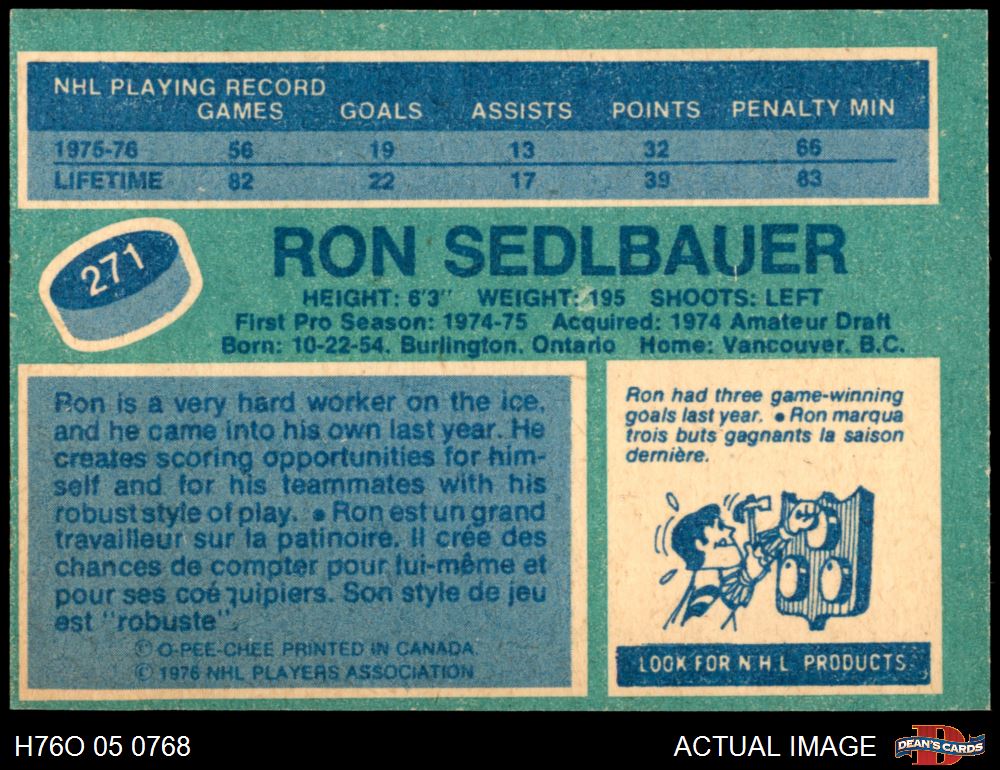 NHL PLAYING RECORD
GAMES GOALS ASSISTS POINTS PENALTY MIN
1975-76 56 19 13 32 66
LIFETIME 82 22 17 39 83
271
RON SEDLBAUER
HEIGHT: 6'3" WEIGHT: 195 SHOOTS: LEFT
First Pro Season: 1974-75 Acquired: 1974 Amateur Draft
Born: 10-22-54, Burlington, Ontario Home: Vancouver, B.C.
Ron is a very hard worker on the ice,
and he came into his own last year. He
creates scoring opportunities for him-
self and for his teammates with his
robust style of play. ● Ron est un grand
travailleur sur la patinoire. Il crée des
chances de compter pour lui-même et
pour ses coéquipiers. Son style de jeu
est "robuste".
© O-PEE-CHEE PRINTED IN CANADA
© 1976 NHL PLAYERS ASSOCIATION
Ron had three game-winning
goals last year. ● Ron marqua
trois buts gagnants la saison
dernière.
LOOK FOR N.H.L. PRODUCTS.
H76O 05 0768
ACTUAL IMAGE
D
DEAN'S CARDS